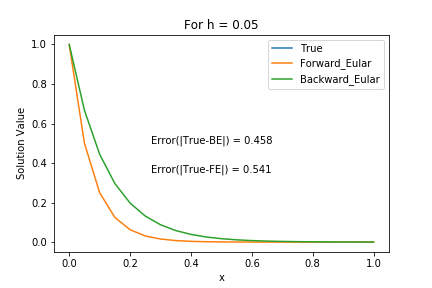 For h = 0.05
True
Forward_Eular
Backward_Eular
Solution Value
1.0
0.8
0.6
0.4
0.2
0.0
Error(|True-BE|) = 0.458
Error(|True-FE|) = 0.541
0.0 0.2 0.4 0.6 0.8 1.0
x